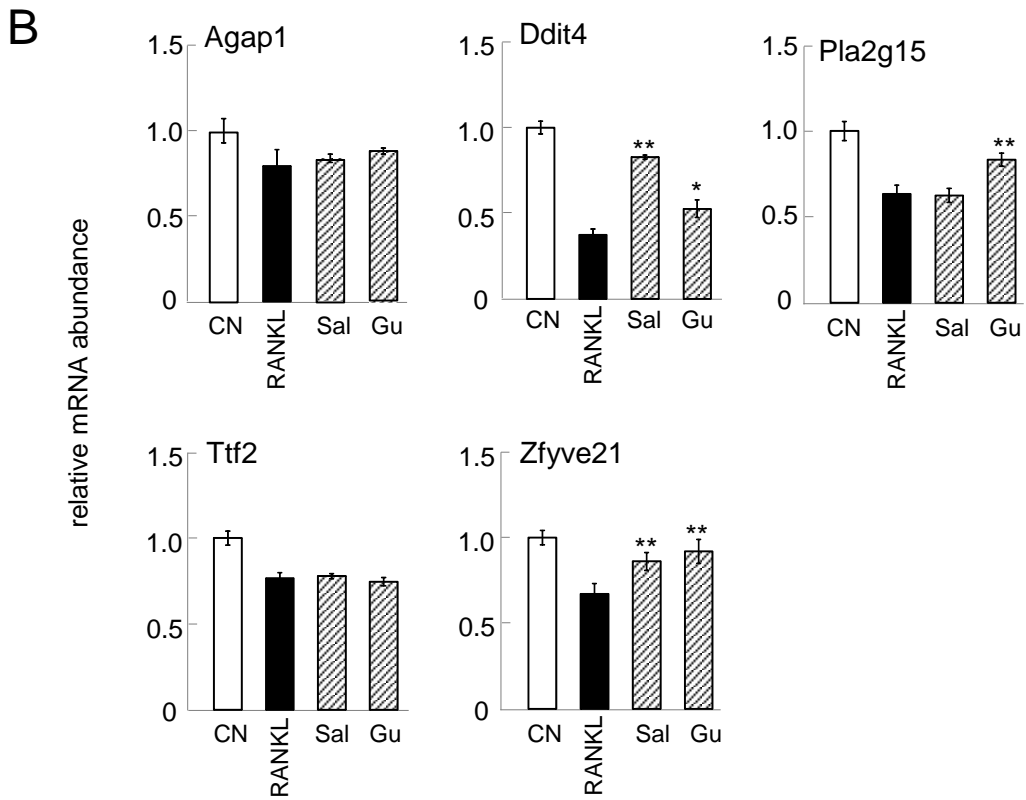 B
relative mRNA abundance
Agap1
1.5
1.0
0.5
0
CN RANKL Sal Gu
Ddit4
1.5
1.0
0.5
0
** *
CN RANKL Sal Gu
Pla2g15
1.5
1.0
0.5
0
**
CN RANKL Sal Gu
Ttf2
1.5
1.0
0.5
0
CN RANKL Sal Gu
Zfyve21
1.5
1.0
0.5
0
** **
CN RANKL Sal Gu